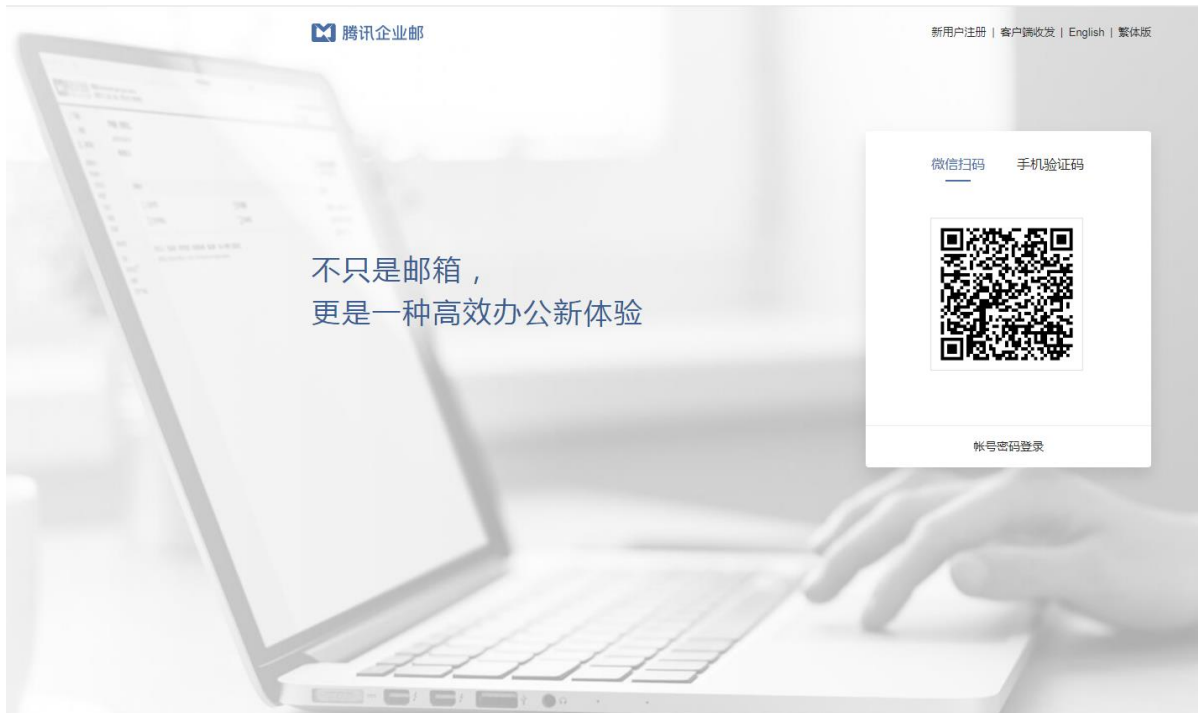 腾讯企业邮
新用户注册 | 客户端收发 | English | 繁体版
微信扫码 手机验证码
不只是邮箱，
更是一种高效办公新体验
帐号密码登录